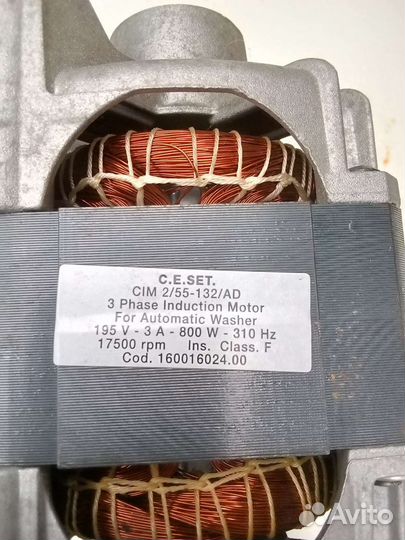 C.E.SET.
CIM 2/55-132/AD
3 Phase Induction Motor
For Automatic Washer
195 V - 3 A - 800 W - 310 Hz
17500 rpm Ins. Class. F
Cod. 160016024.00
Avito